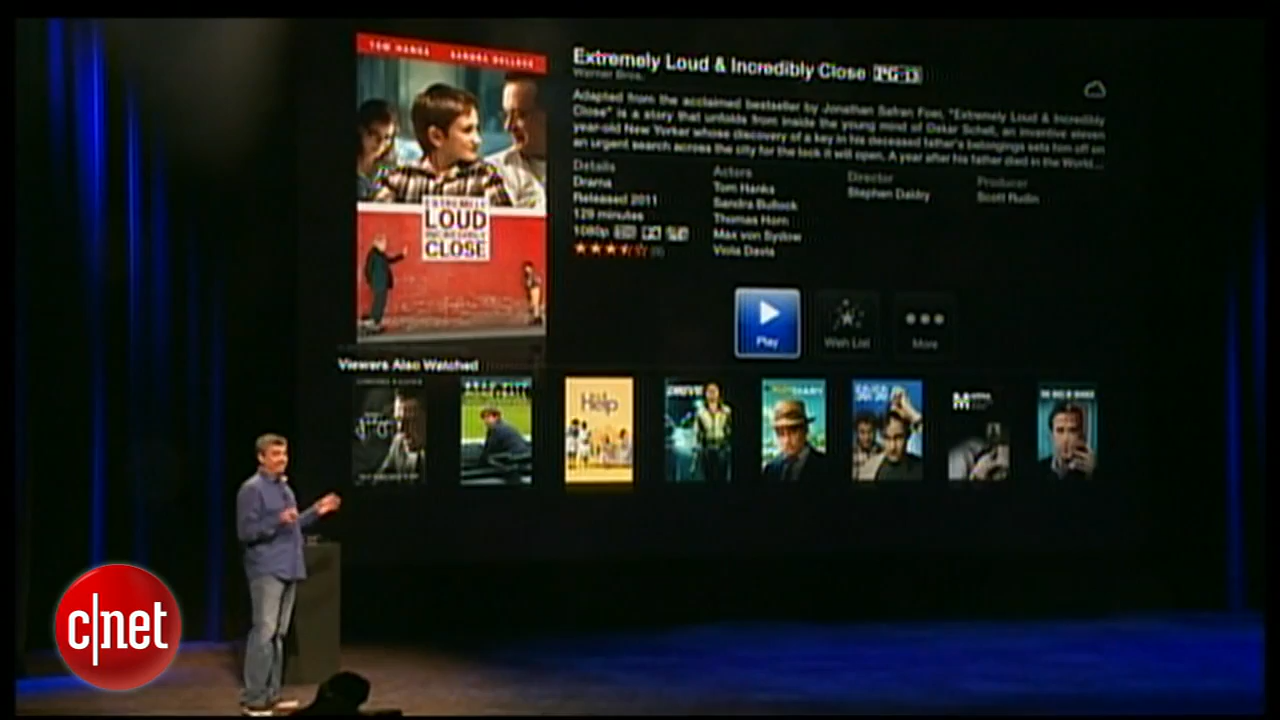 TOM HANKS SANDRA BULLOCK
EXTREMELY
LOUD
INCREDIBLY
CLOSE
Extremely Loud & Incredibly Close PG-13
Warner Bros.
Adapted from the acclaimed bestseller by Jonathan Safran Foer, "Extremely Loud & Incredibly
Close" is a story that unfolds from inside the young mind of Oskar Schell, an inventive eleven
year-old New Yorker whose discovery of a key in his deceased father's belongings sets him off on
an urgent search across the city for the lock it will open. A year after his father died in the World...
Details
Drama
Released 2011
129 minutes
1080p
Actors
Tom Hanks
Sandra Bullock
Thomas Horn
Max von Sydow
Viola Davis
Director
Stephen Daldry
Producer
Scott Rudin
Play
Wish List
More
Viewers Also Watched
Help
DRIVE
DIARY
c|net